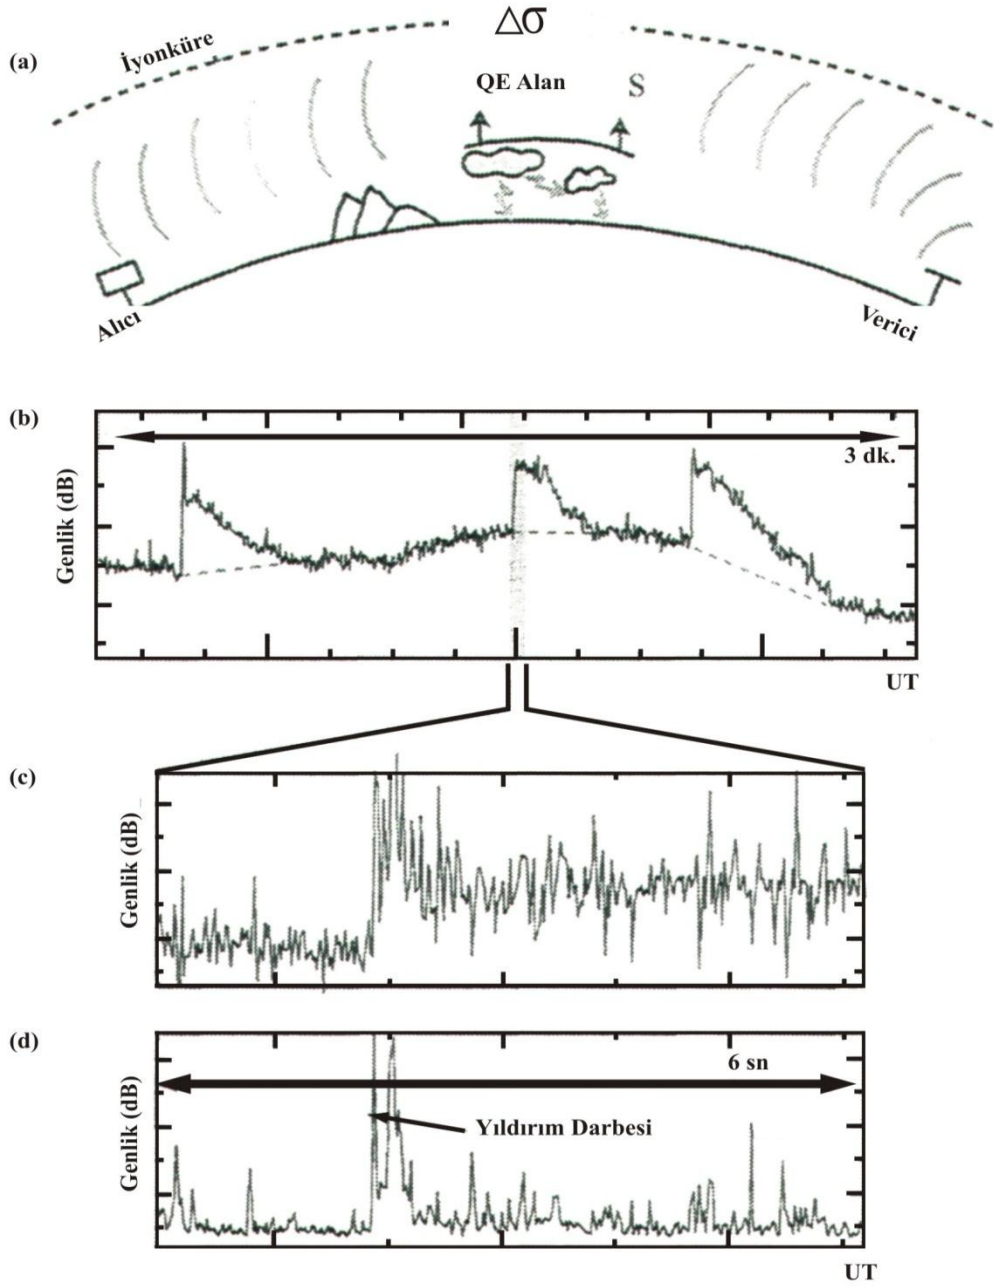 Δσ
(a)
İyonküre
QE Alan
S
Alıcı
Verici
(b)
3 dk.
Genlik (dB)
UT
(c)
Genlik (dB)
(d)
6 sn
Yıldırım Darbesi
Genlik (dB)
UT